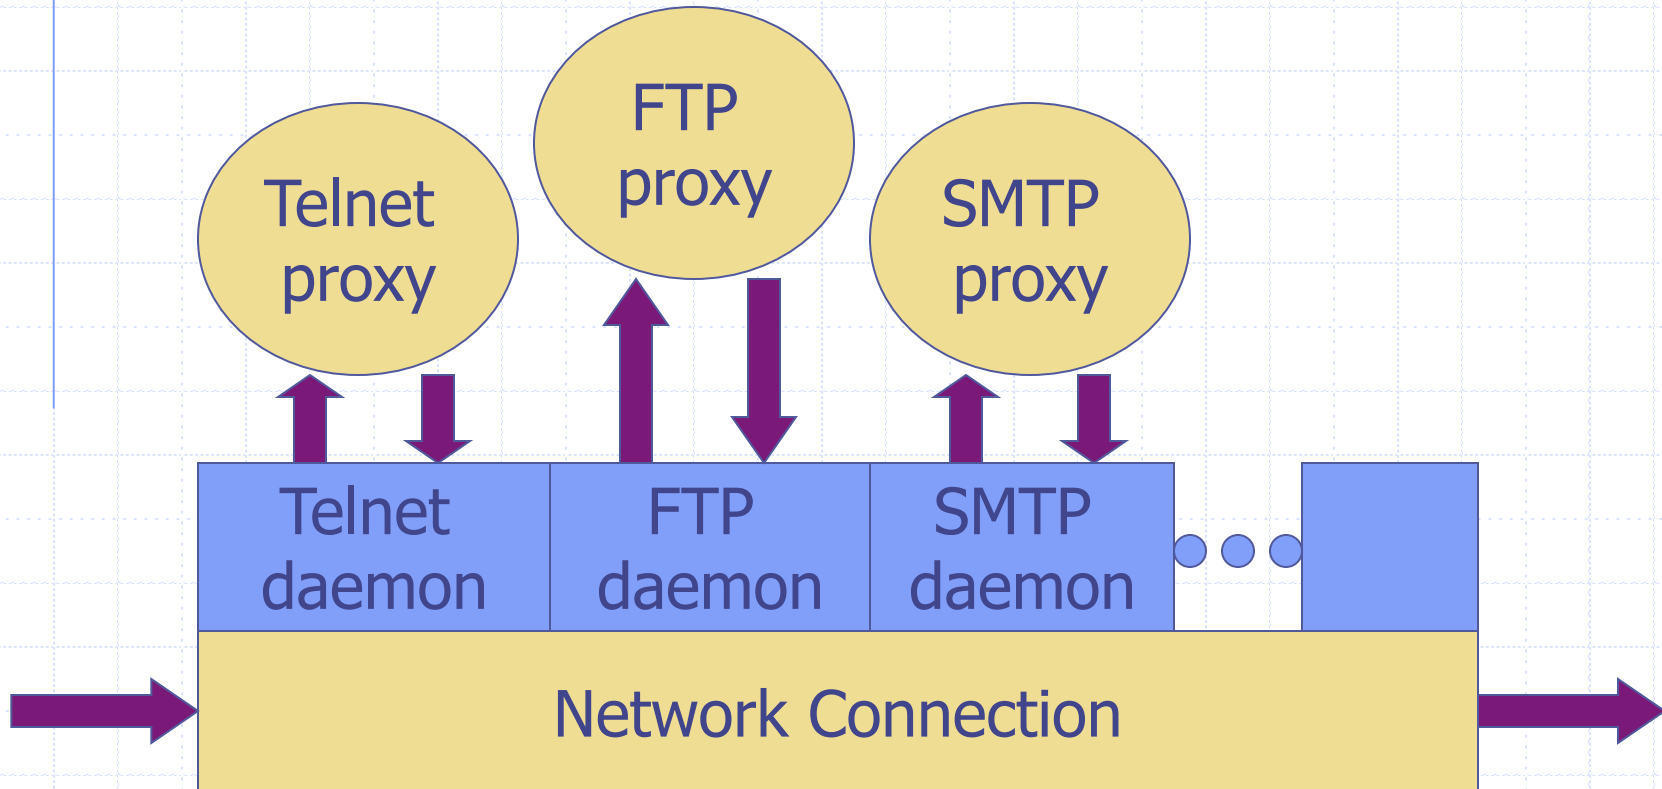 FTP
proxy
Telnet
proxy
SMTP
proxy
Telnet
daemon
FTP
daemon
SMTP
daemon
Network Connection